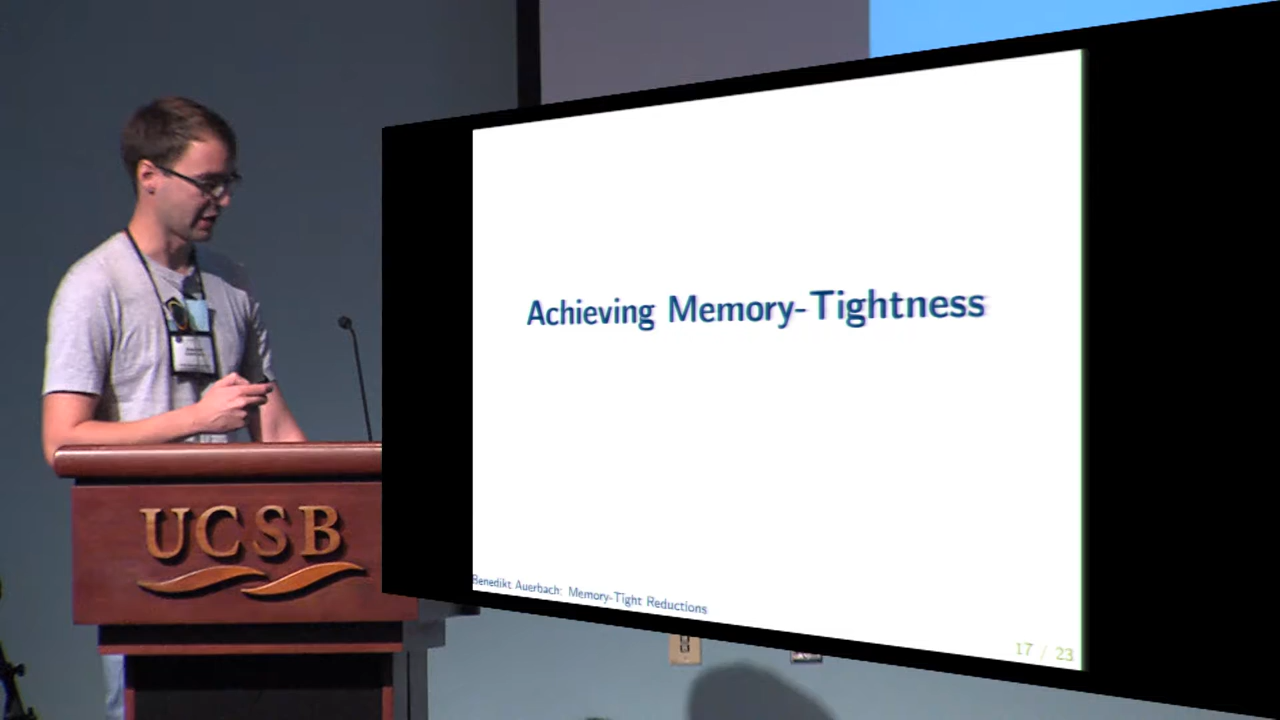 Achieving Memory-Tightness
UCSB
Benedikt Auerbach: Memory-Tight Reductions
17 / 23